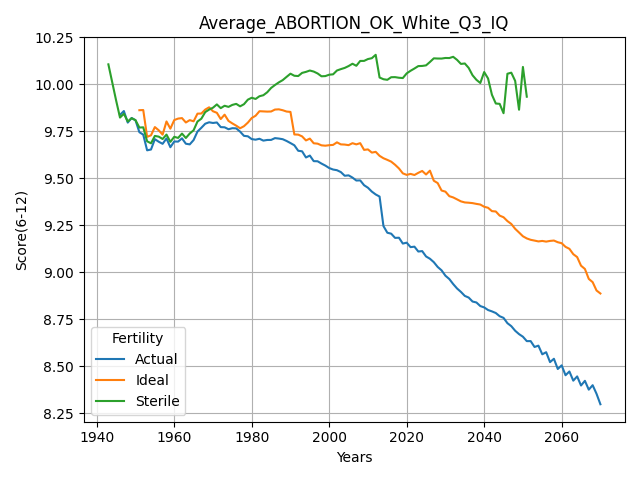 Average_ABORTION_OK_White_Q3_IQ
Score(6-12)
10.25
10.00
9.75
9.50
9.25
9.00
8.75
8.50
8.25
Fertility
Actual
Ideal
Sterile
1940 1960 1980 2000 2020 2040 2060
Years